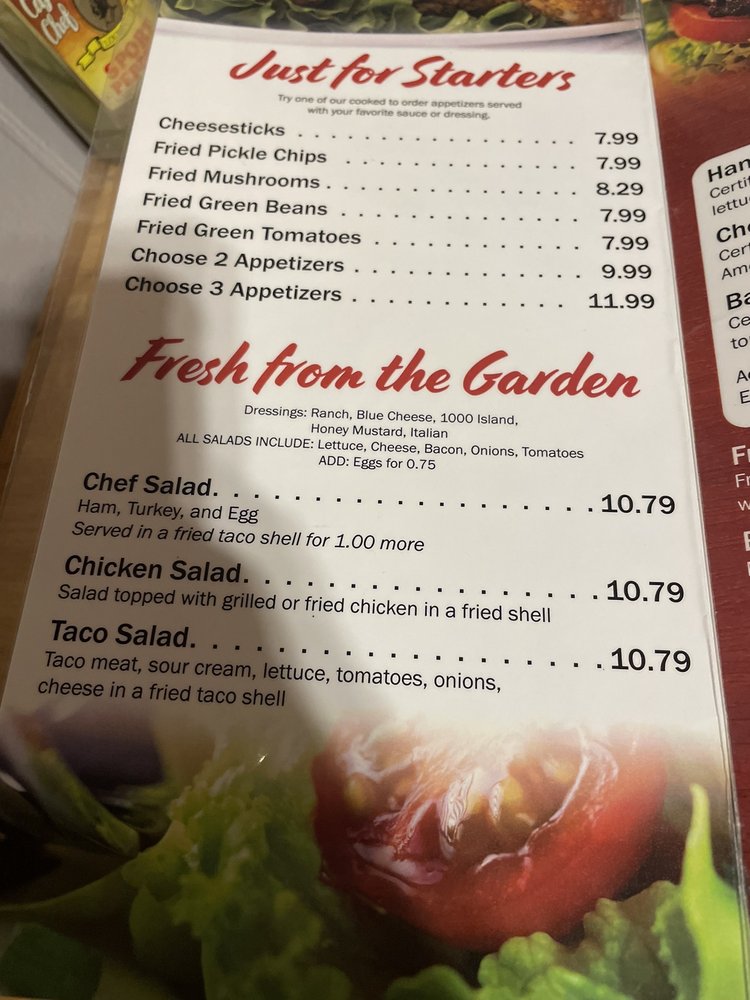 Chef
Just for Starters
Try one of our cooked to order appetizers served
with your favorite sauce or dressing.
Cheesesticks . . . . . . . . . . . . . . . . . . 7.99
Fried Pickle Chips . . . . . . . . . . . . . . . 7.99
Fried Mushrooms . . . . . . . . . . . . . . . . 8.29
Fried Green Beans . . . . . . . . . . . . . . . 7.99
Fried Green Tomatoes . . . . . . . . . . . . . 7.99
Choose 2 Appetizers . . . . . . . . . . . . . . 9.99
Choose 3 Appetizers . . . . . . . . . . . . . 11.99
Fresh from the Garden
Dressings: Ranch, Blue Cheese, 1000 Island,
Honey Mustard, Italian
ALL SALADS INCLUDE: Lettuce, Cheese, Bacon, Onions, Tomatoes
ADD: Eggs for 0.75
Chef Salad. . . . . . . . . . . . . . . . . . . 10.79
Ham, Turkey, and Egg
Served in a fried taco shell for 1.00 more
Chicken Salad. . . . . . . . . . . . . . . . . 10.79
Salad topped with grilled or fried chicken in a fried shell
Taco Salad. . . . . . . . . . . . . . . . . . . 10.79
Taco meat, sour cream, lettuce, tomatoes, onions,
cheese in a fried taco shell